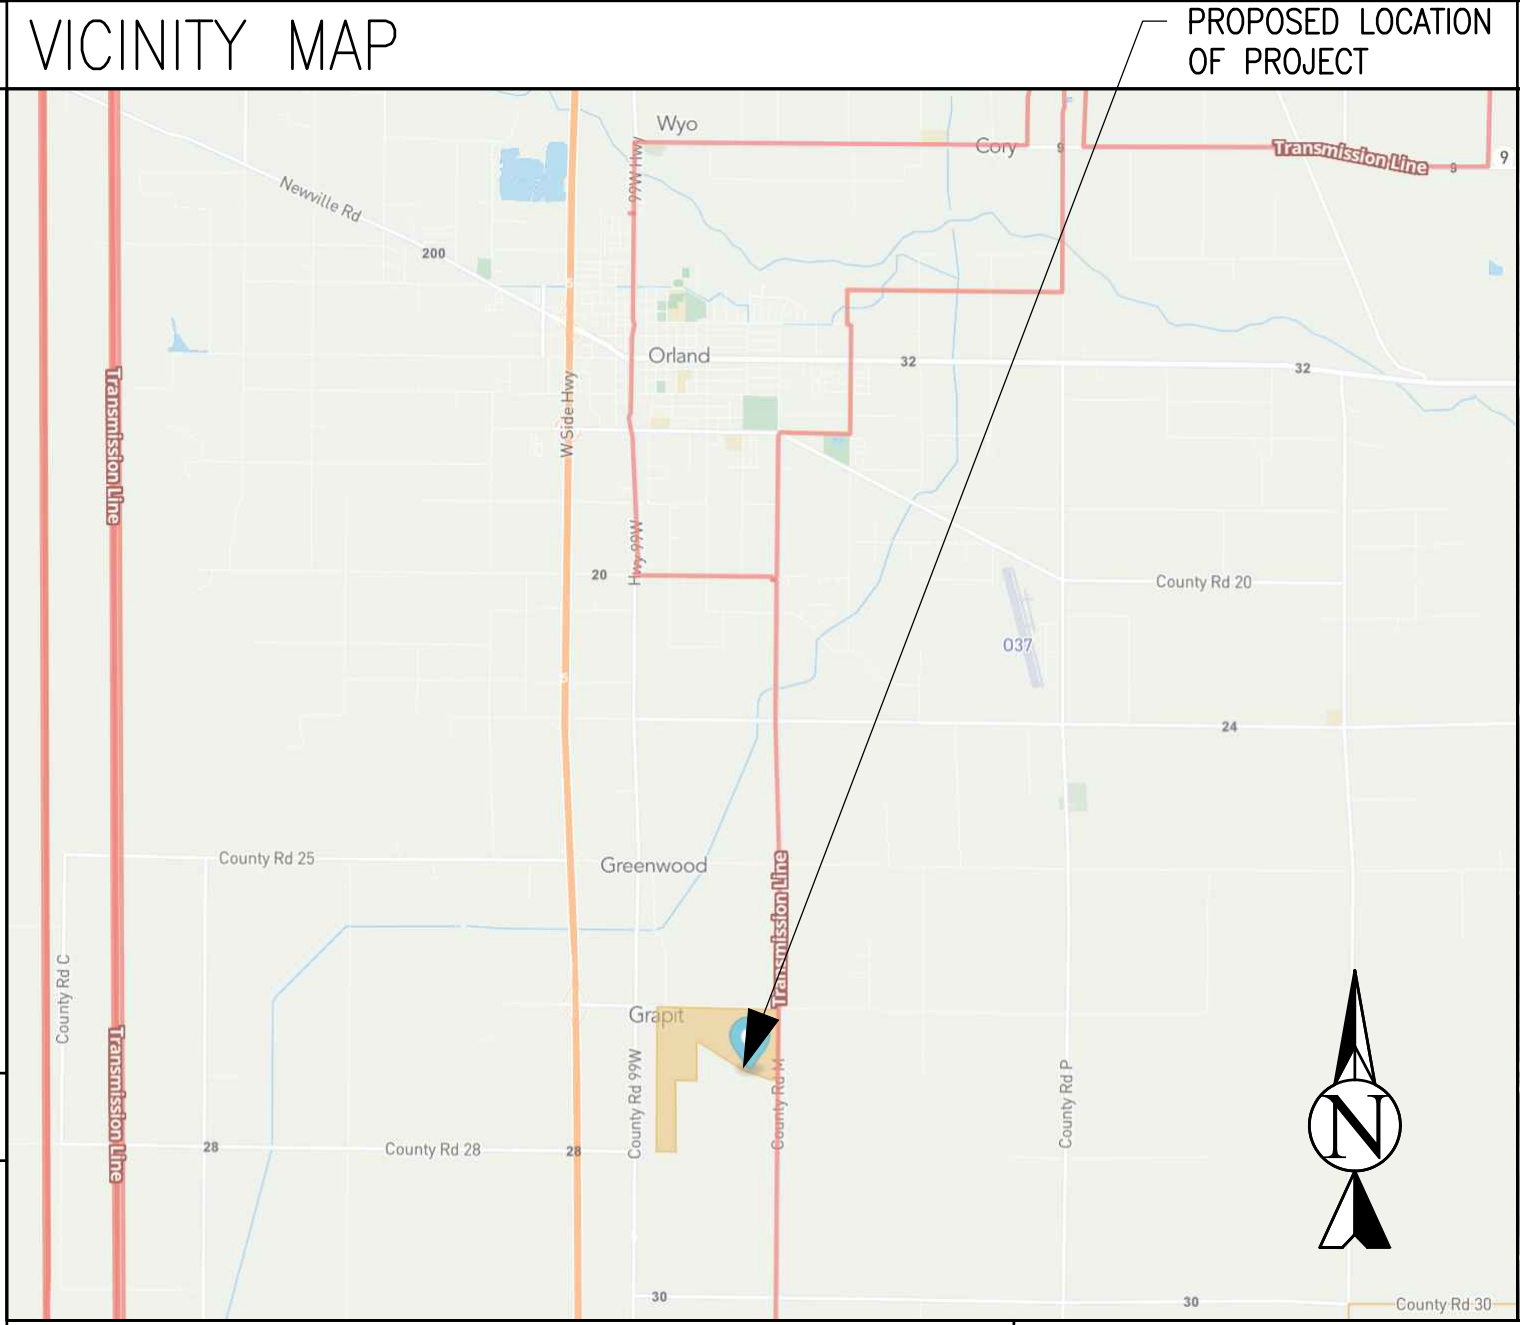 VICINITY MAP
PROPOSED LOCATION
OF PROJECT
Wyo
Cory
9
Transmission Line
9
9
99W Hwy
Newville Rd
200
5
Orland
32
32
Transmission Line
W Side Hwy
Hwy 99W
20
County Rd 20
O37
5
24
County Rd 25
Greenwood
Transmission Line
County Rd C
Grapit
Transmission Line
County Rd 99W
County Rd M
County Rd P
N
28
County Rd 28
28
30
30
County Rd 30